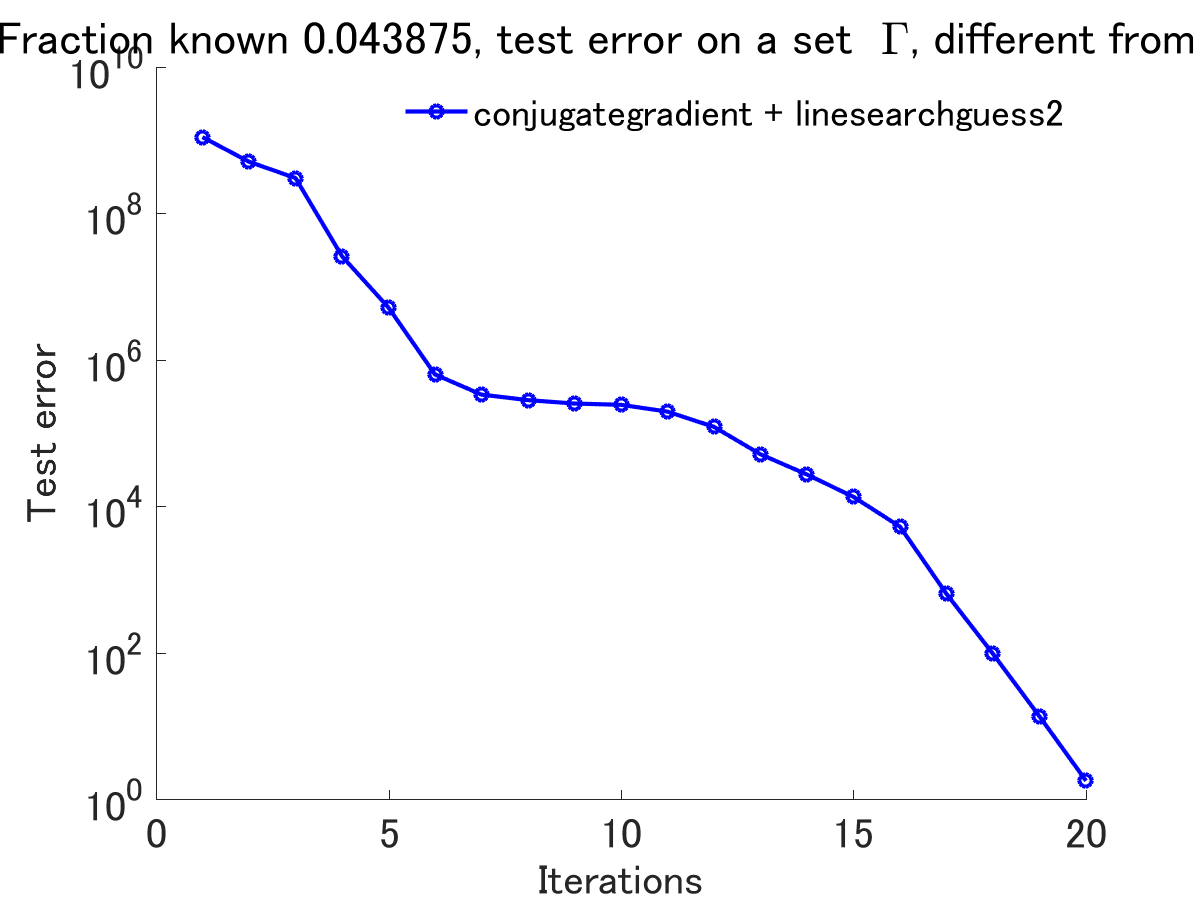 Fraction known 0.043875, test error on a set Γ, different from
10^10
conjugategradient + linesearchguess2
10^8
10^6
10^4
10^2
10^0
Test error
0 5 10 15 20
Iterations